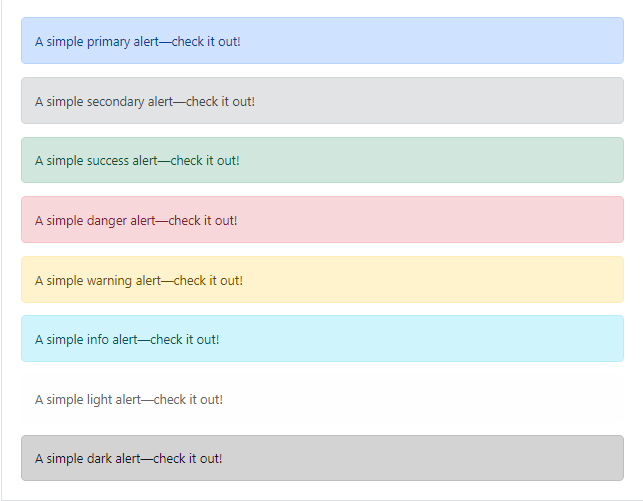 A simple primary alert—check it out!
A simple secondary alert—check it out!
A simple success alert—check it out!
A simple danger alert—check it out!
A simple warning alert—check it out!
A simple info alert—check it out!
A simple light alert—check it out!
A simple dark alert—check it out!